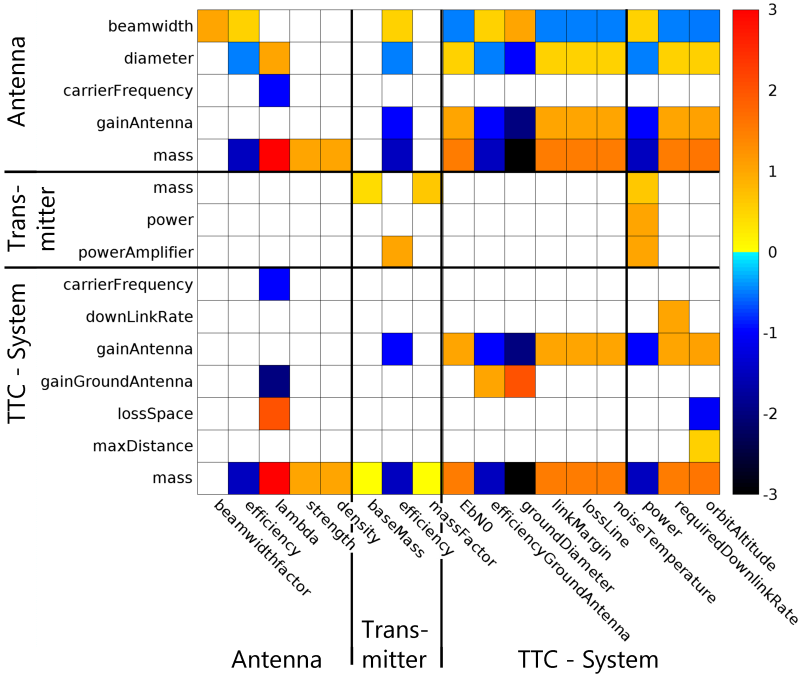 Antenna
beamwidth
diameter
carrierFrequency
gainAntenna
mass
Trans-
mitter
mass
power
powerAmplifier
TTC - System
carrierFrequency
downLinkRate
gainAntenna
gainGroundAntenna
lossSpace
maxDistance
mass
beamwidthfactor
efficiency
lambda
strength
density
baseMass
efficiency
massFactor
EbN0
efficiencyGroundAntenna
groundDiameter
linkMargin
lossLine
noiseTemperature
power
requiredDownlinkRate
orbitAltitude
Antenna
Trans-
mitter
TTC - System
3
2
1
0
-1
-2
-3